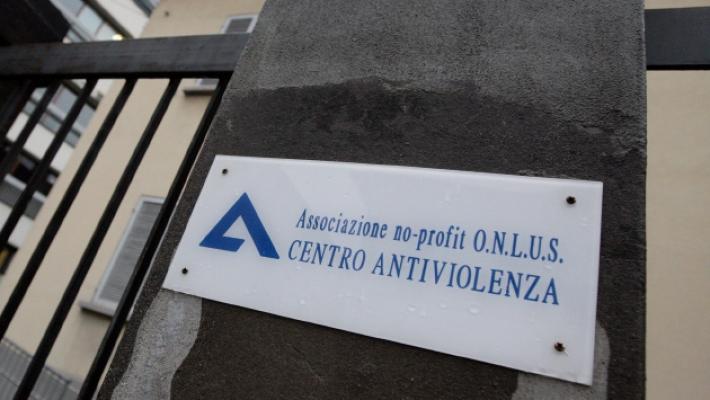 Associazione no-profit O.N.L.U.S.
CENTRO ANTIVIOLENZA